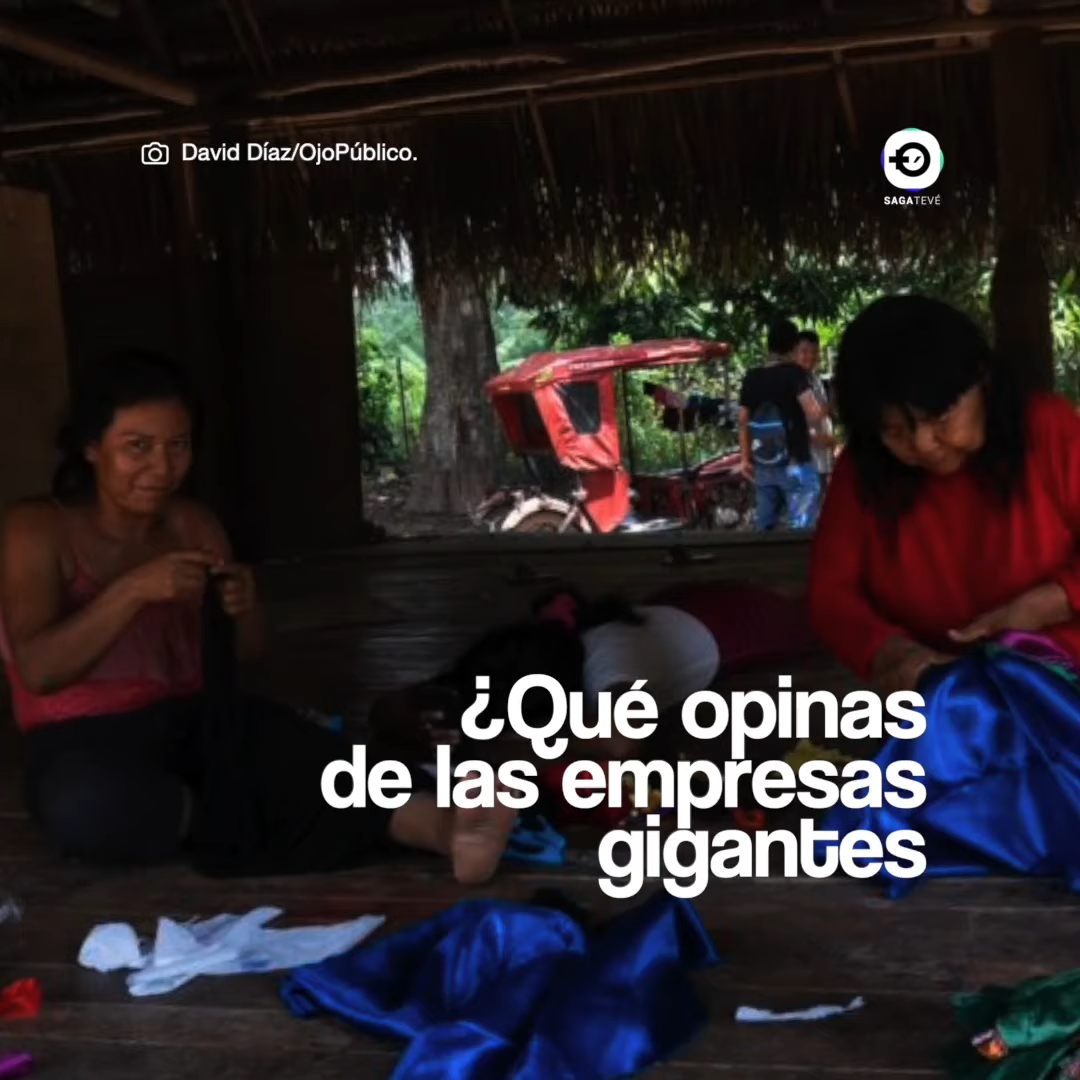 David Díaz/OjoPúblico.
SAGATEVÉ
¿Qué opinas
de las empresas
gigantes